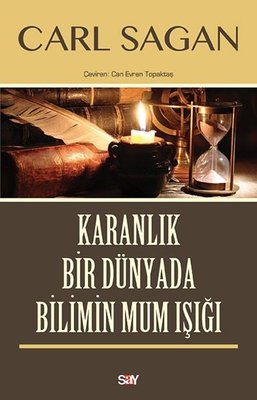 CARL SAGAN
Çeviren: Can Evren Topaktaş
KARANLIK
BİR DÜNYADA
BİLİMİN MUM IŞIĞI
say